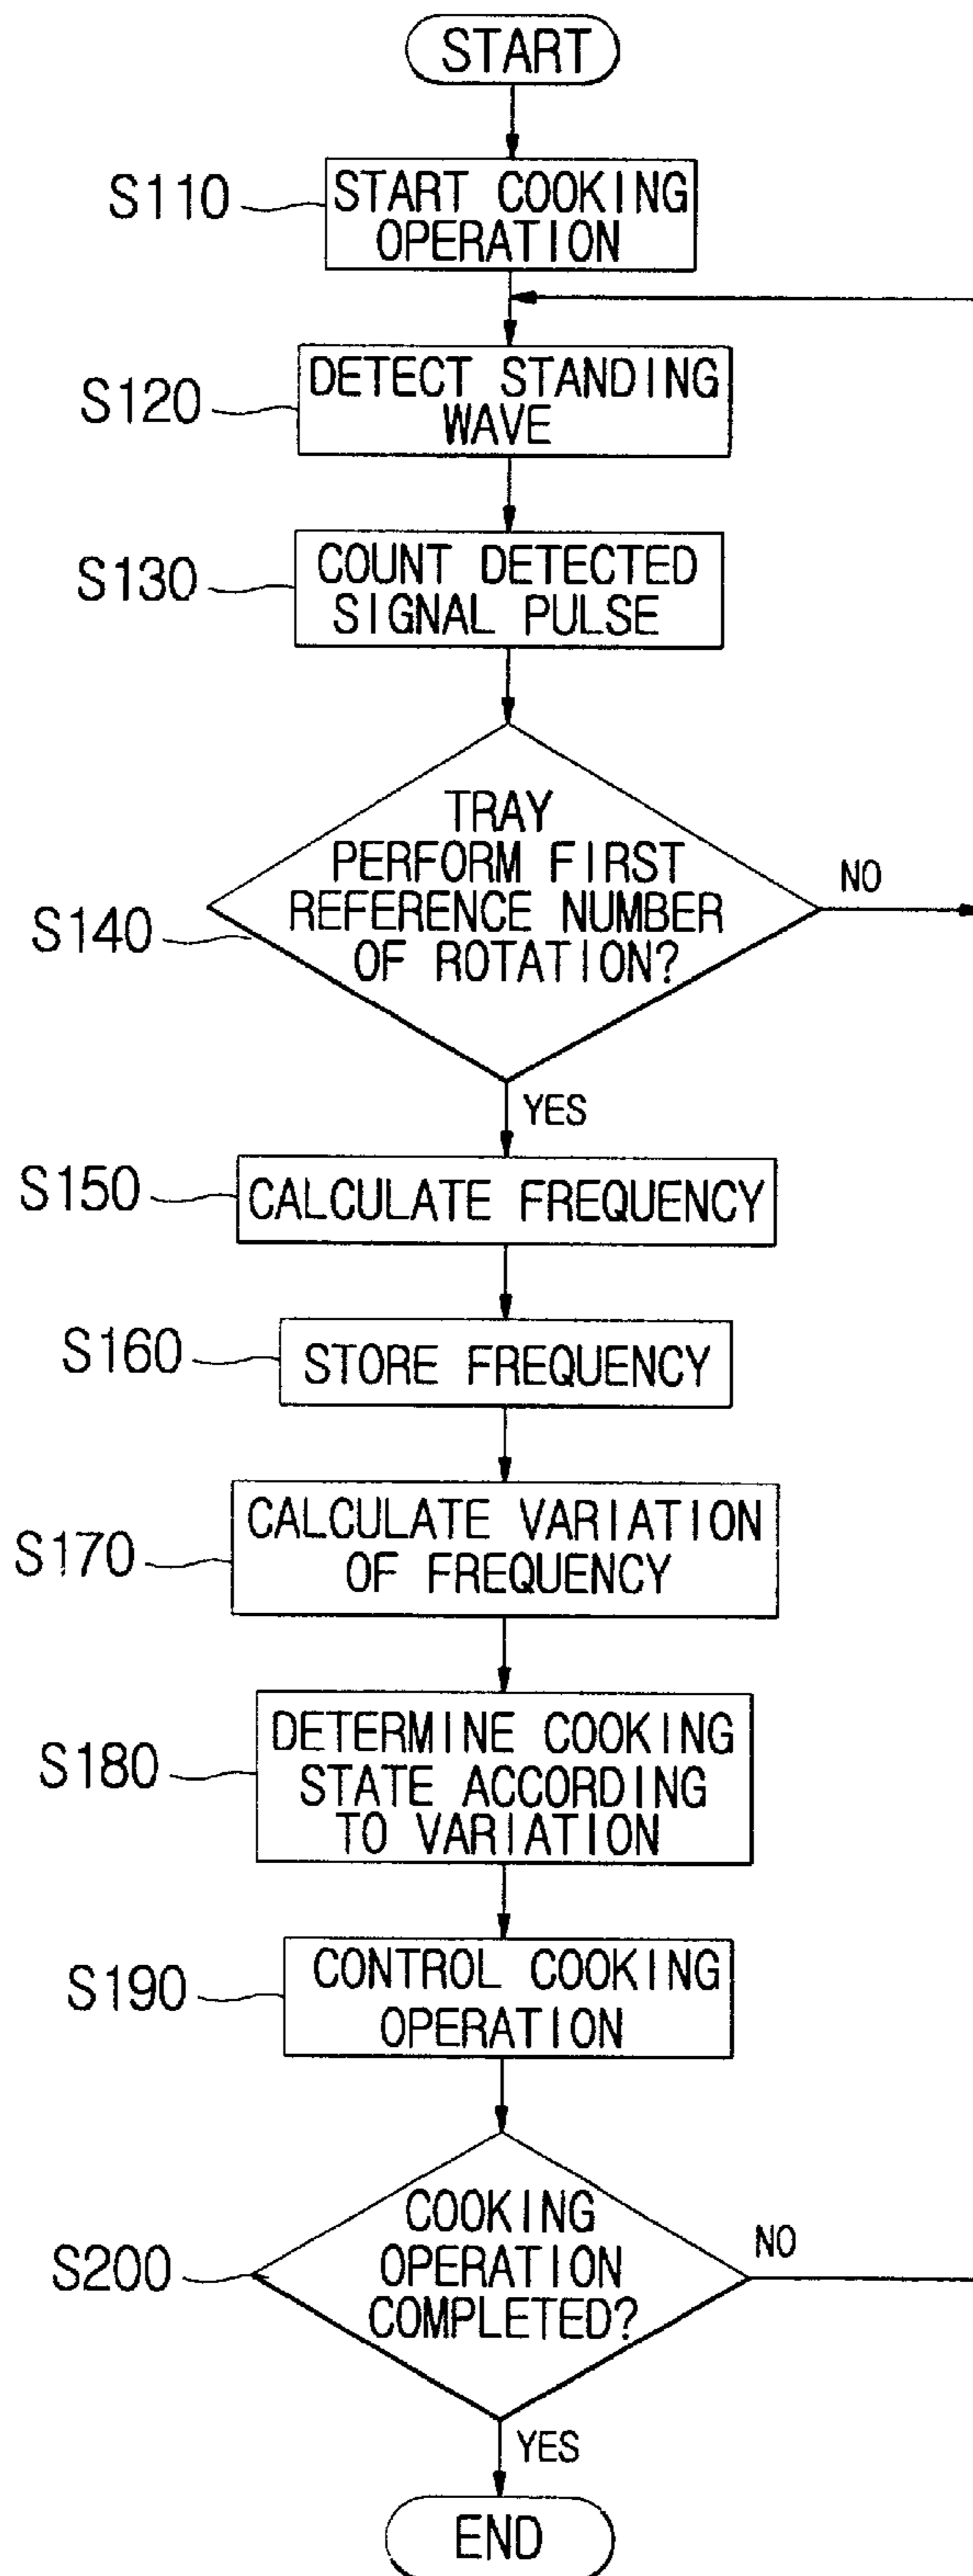 START
S110
START COOKING
OPERATION
S120
DETECT STANDING
WAVE
S130
COUNT DETECTED
SIGNAL PULSE
S140
TRAY
PERFORM FIRST
REFERENCE NUMBER
OF ROTATION?
NO
YES
S150
CALCULATE FREQUENCY
S160
STORE FREQUENCY
S170
CALCULATE VARIATION
OF FREQUENCY
S180
DETERMINE COOKING
STATE ACCORDING
TO VARIATION
S190
CONTROL COOKING
OPERATION
S200
COOKING
OPERATION
COMPLETED?
NO
YES
END